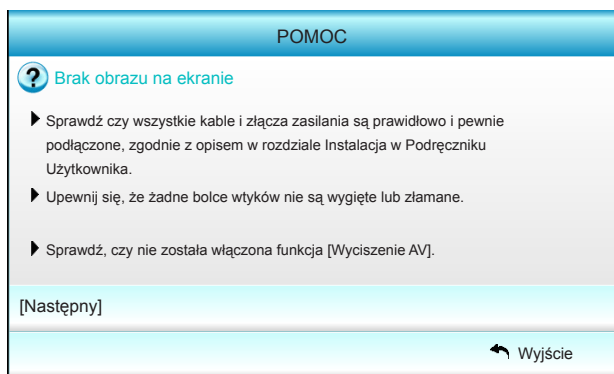 POMOC
? Brak obrazu na ekranie
Sprawdź czy wszystkie kable i złącza zasilania są prawidłowo i pewnie
podłączone, zgodnie z opisem w rozdziale Instalacja w Podręczniku
Użytkownika.
Upewnij się, że żadne bolce wtyków nie są wygięte lub złamane.
Sprawdź, czy nie została włączona funkcja [Wyciszenie AV].
[Następny]
Wyjście